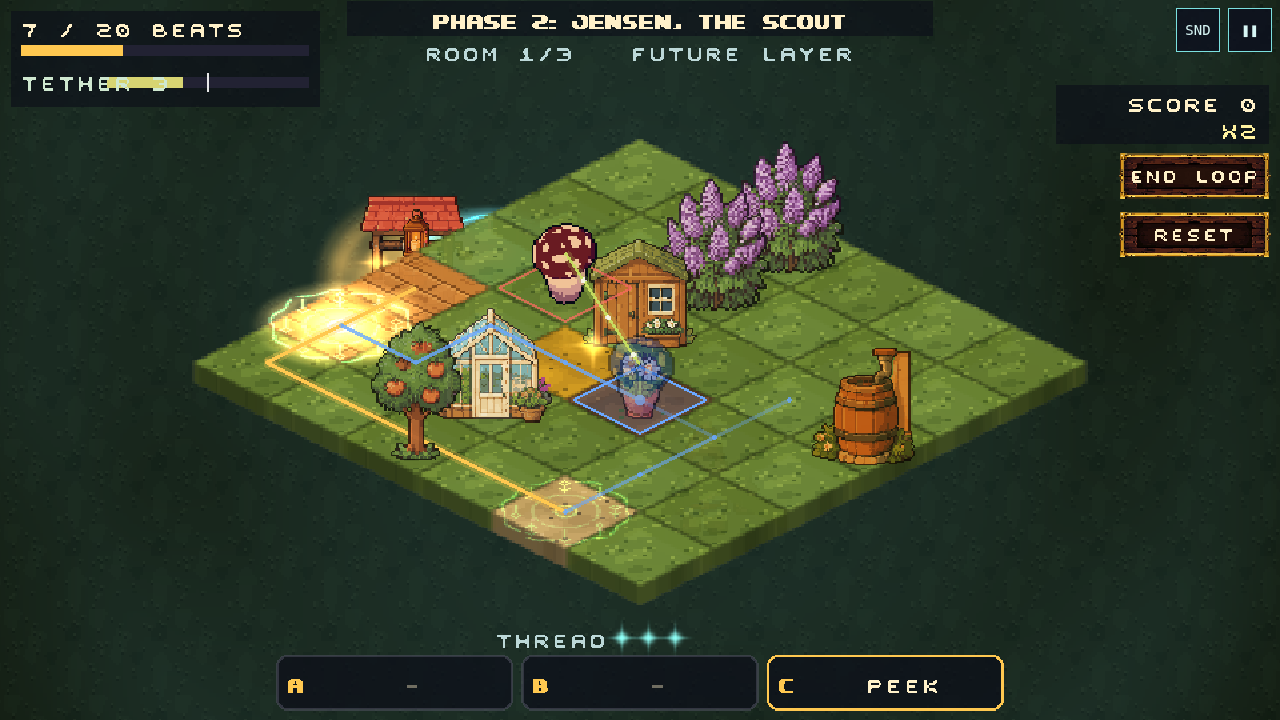 7 / 20 BEATS
TETHER 3
PHASE 2: JENSEN, THE SCOUT
ROOM 1/3 FUTURE LAYER
SND
SCORE 0
X2
END LOOP
RESET
THREAD
A -
B -
C PEEK